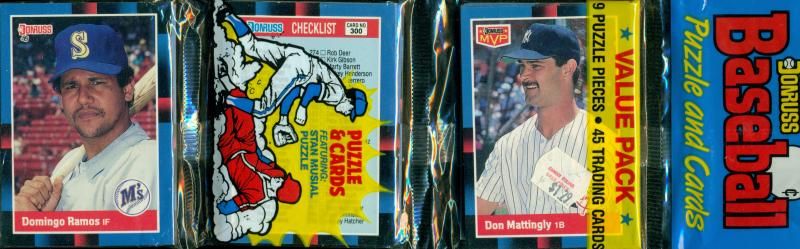 DONRUSS
S
M's
Domingo Ramos IF
DONRUSS
CHECKLIST
CARD NO
300
274 □ Rob Deer
Kirk Gibson
Marty Barrett
Henderson
Hatcher
PUZZLE
& CARDS
FEATURING:
STAN MUSIAL
PUZZLE
DONRUSS
MVP
NY
Don Mattingly 1B
★ VALUE PACK ★
9 PUZZLE PIECES • 45 TRADING CARDS
DONRUSS
Baseball
Puzzle and Cards